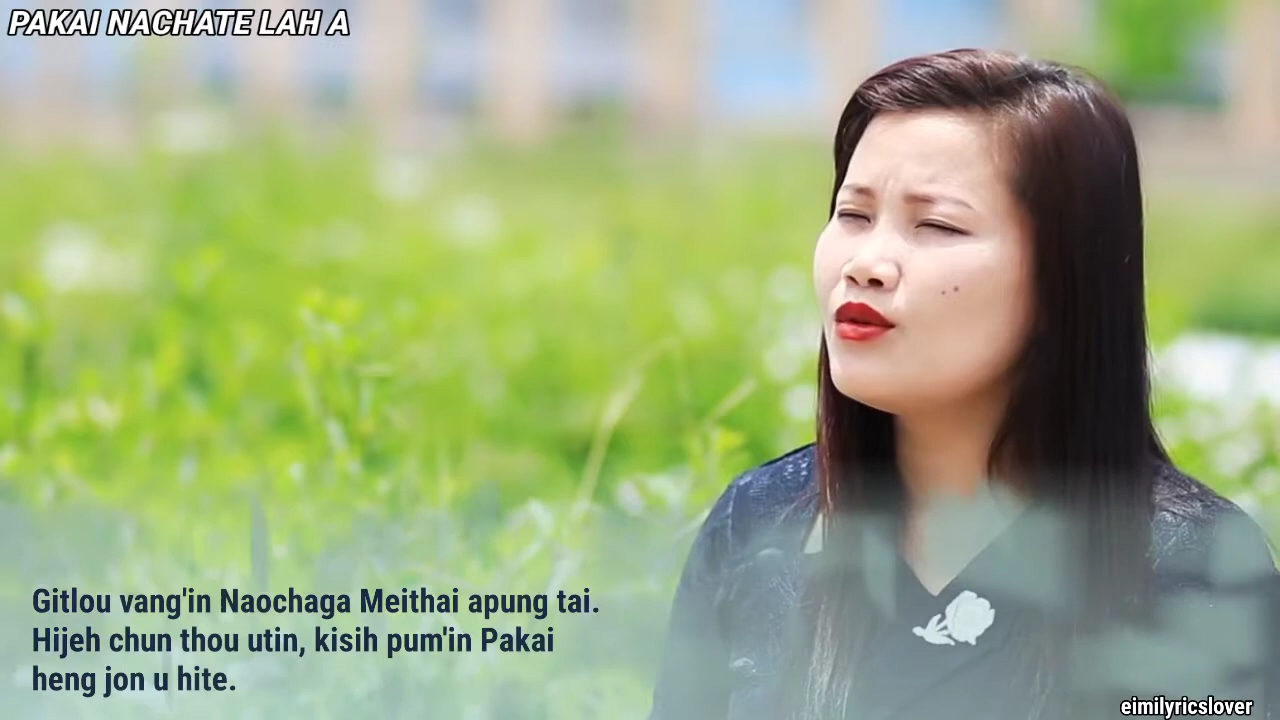 PAKAI NACHATE LAH A
Gitlou vang'in Naochaga Meithai apung tai.
Hijeh chun thou utin, kisih pum'in Pakai
heng jon u hite.
eimilyricslover